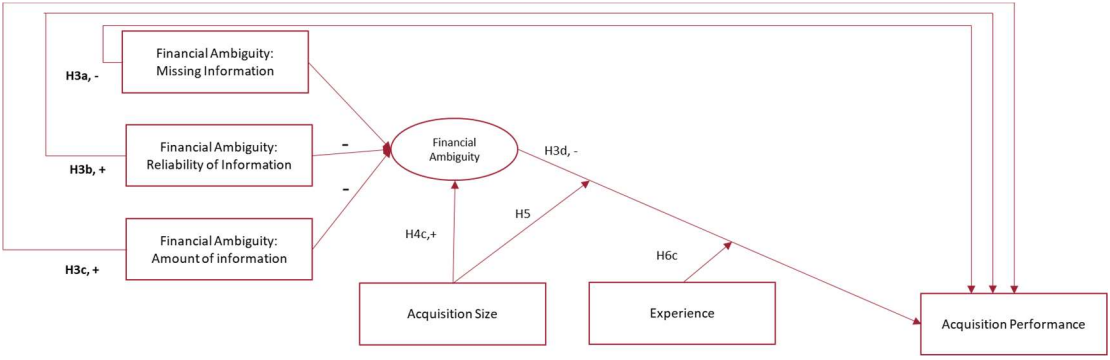 Financial Ambiguity:
Missing Information
H3a, -
Financial Ambiguity:
Reliability of Information
H3b, +
Financial Ambiguity:
Amount of information
H3c, +
-
-
Financial
Ambiguity
H3d, -
H4c,+
H5
H6c
Acquisition Size
Experience
Acquisition Performance